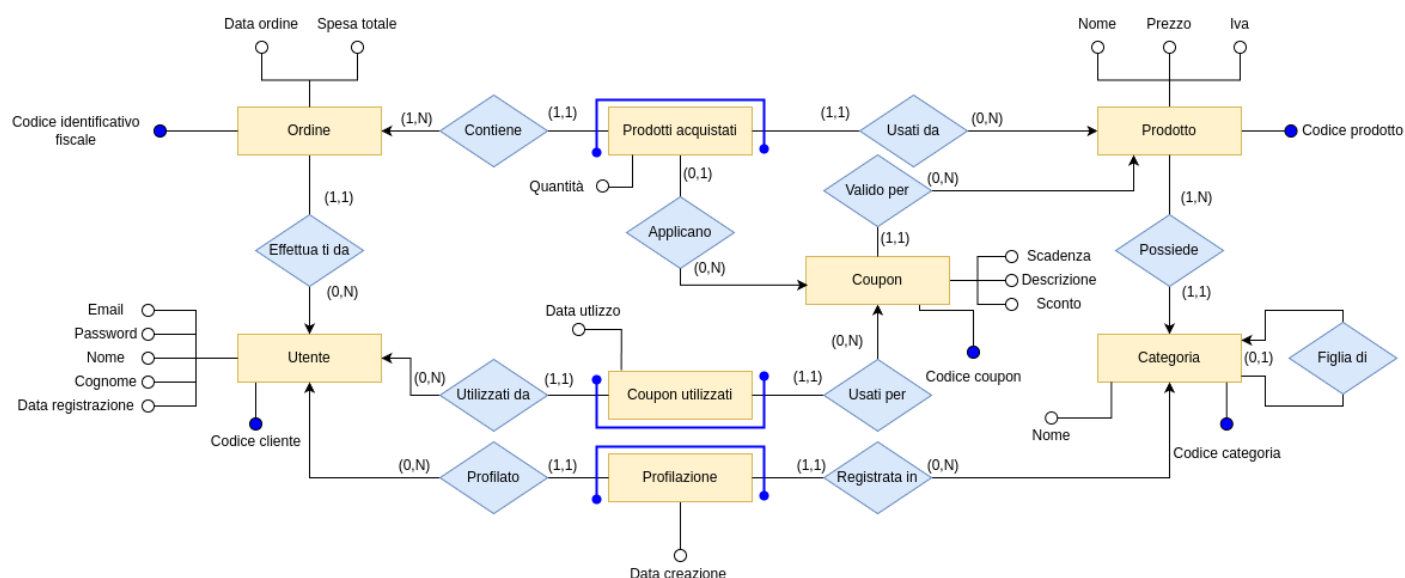 Data ordine
Spesa totale
Nome
Prezzo
Iva
Codice identificativo
fiscale
Ordine
(1,N)
Contiene
(1,1)
Prodotti acquistati
(1,1)
Usati da
(0,N)
Prodotto
Codice prodotto
Quantità
(0,1)
Valido per
(0,N)
(1,1)
(1,N)
Effettua ti da
Applicano
(1,1)
Possiede
(0,N)
(0,N)
Coupon
Scadenza
Descrizione
Sconto
(1,1)
Email
Password
Nome
Cognome
Data registrazione
Utente
Data utlizzo
(0,N)
Codice coupon
Categoria
(0,1)
Figlia di
(0,N)
Utilizzati da
(1,1)
Coupon utilizzati
(1,1)
Usati per
Codice cliente
Nome
Codice categoria
(0,N)
Profilato
(1,1)
Profilazione
(1,1)
Registrata in
(0,N)
Data creazione